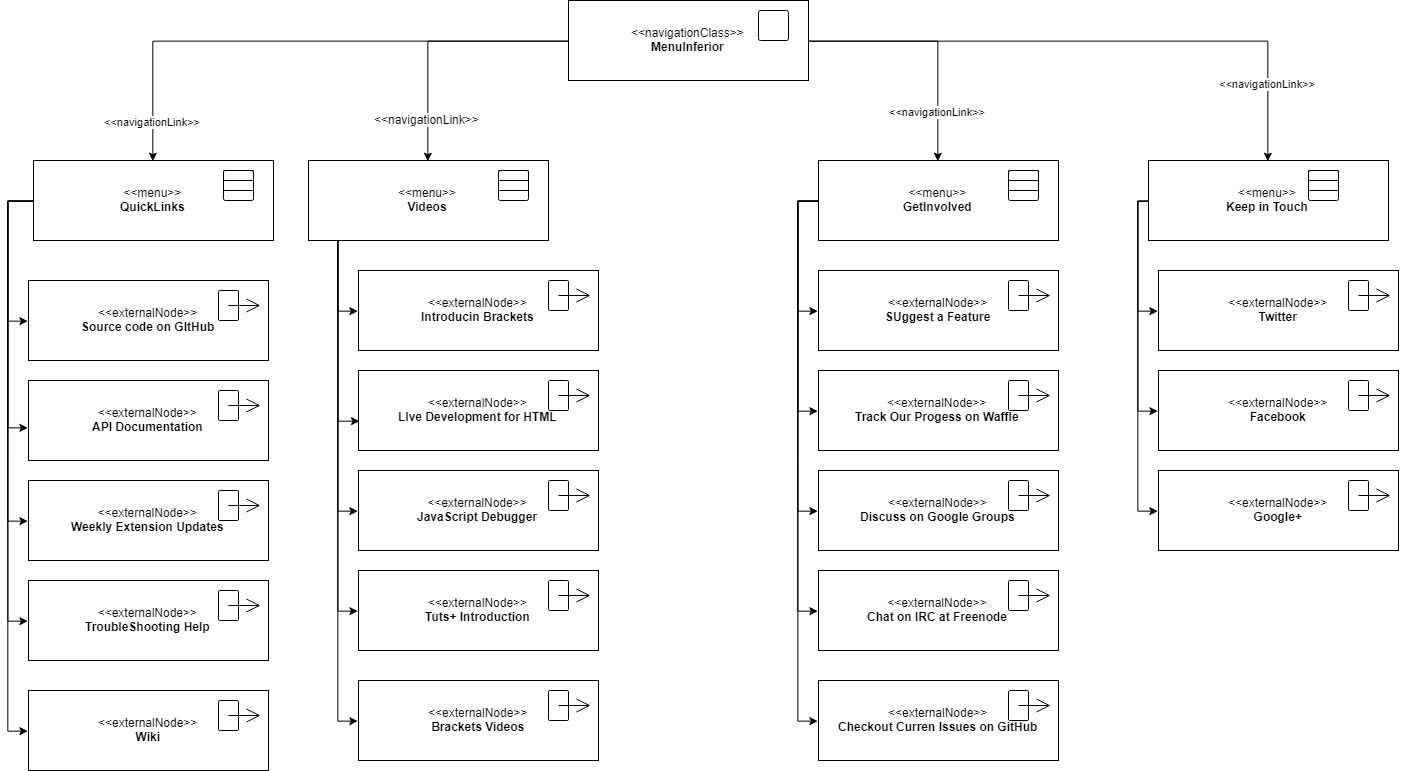 <<navigationClass>>
MenuInferior
<<navigationLink>>
<<navigationLink>>
<<navigationLink>>
<<navigationLink>>
<<menu>>
QuickLinks
<<menu>>
Videos
<<menu>>
GetInvolved
<<menu>>
Keep in Touch
<<externalNode>>
Source code on GItHub
<<externalNode>>
API Documentation
<<externalNode>>
Weekly Extension Updates
<<externalNode>>
TroubleShooting Help
<<externalNode>>
Wiki
<<externalNode>>
Introducin Brackets
<<externalNode>>
LIve Development for HTML
<<externalNode>>
JavaScript Debugger
<<externalNode>>
Tuts+ Introduction
<<externalNode>>
Brackets Videos
<<externalNode>>
SUggest a Feature
<<externalNode>>
Track Our Progess on Waffle
<<externalNode>>
Discuss on Google Groups
<<externalNode>>
Chat on IRC at Freenode
<<externalNode>>
Checkout Curren Issues on GitHub
<<externalNode>>
Twitter
<<externalNode>>
Facebook
<<externalNode>>
Google+